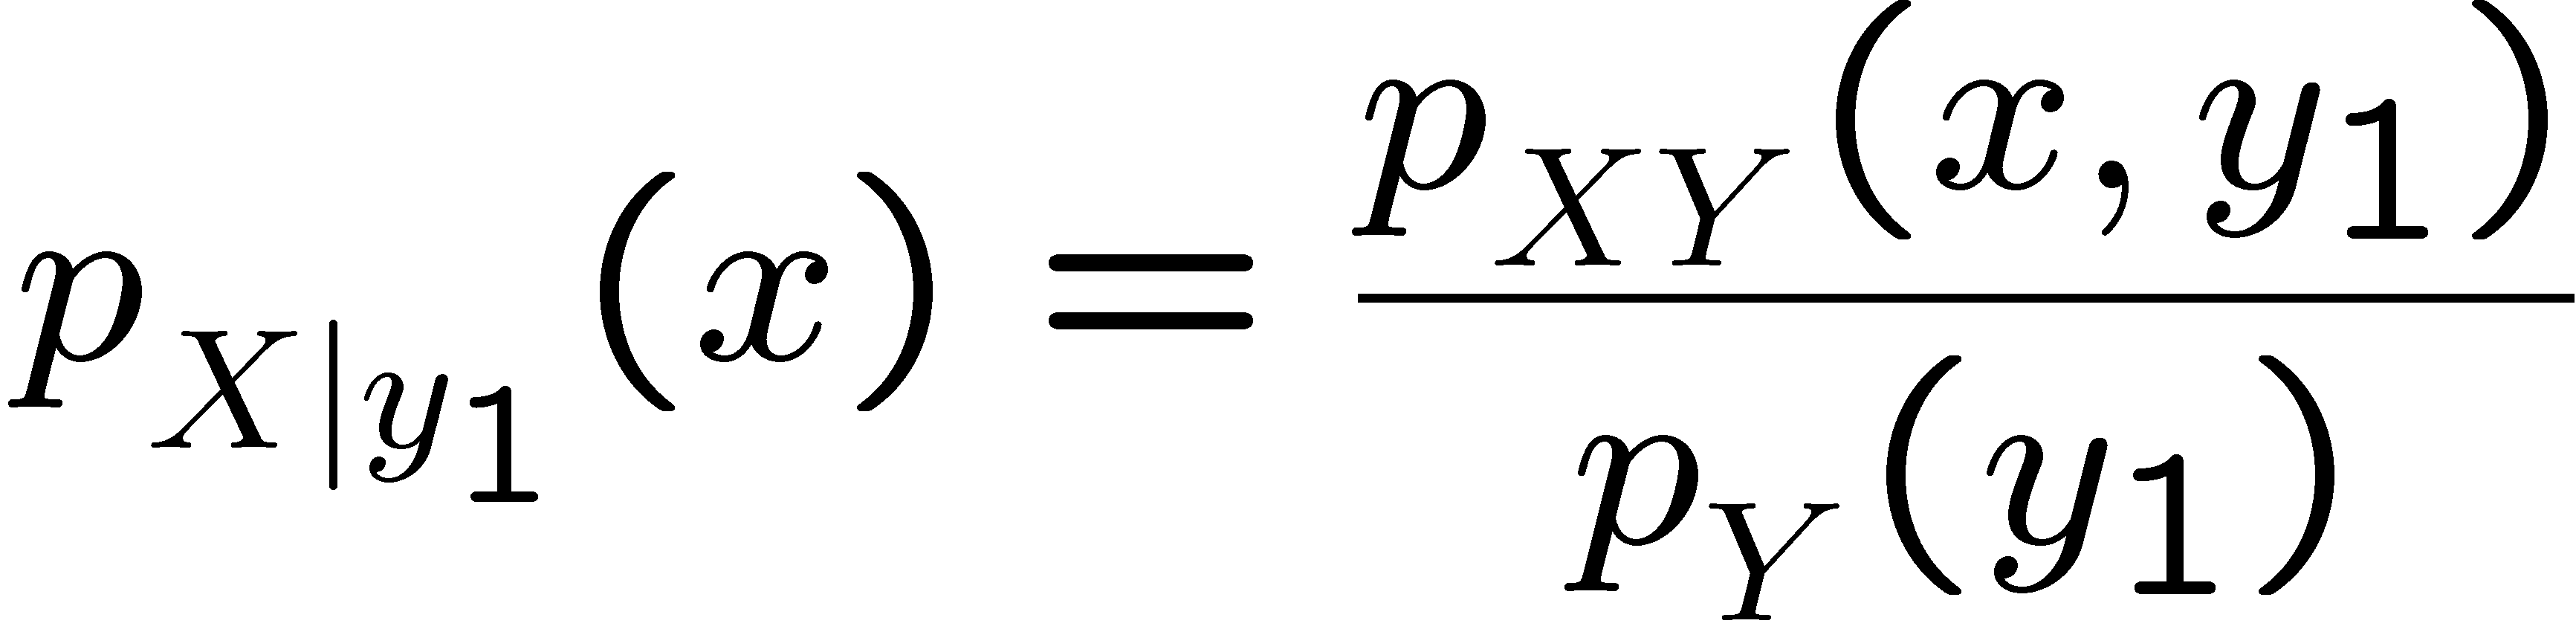 p_{X|y_1}(x) = \frac{p_{XY}(x, y_1)}{p_Y(y_1)}